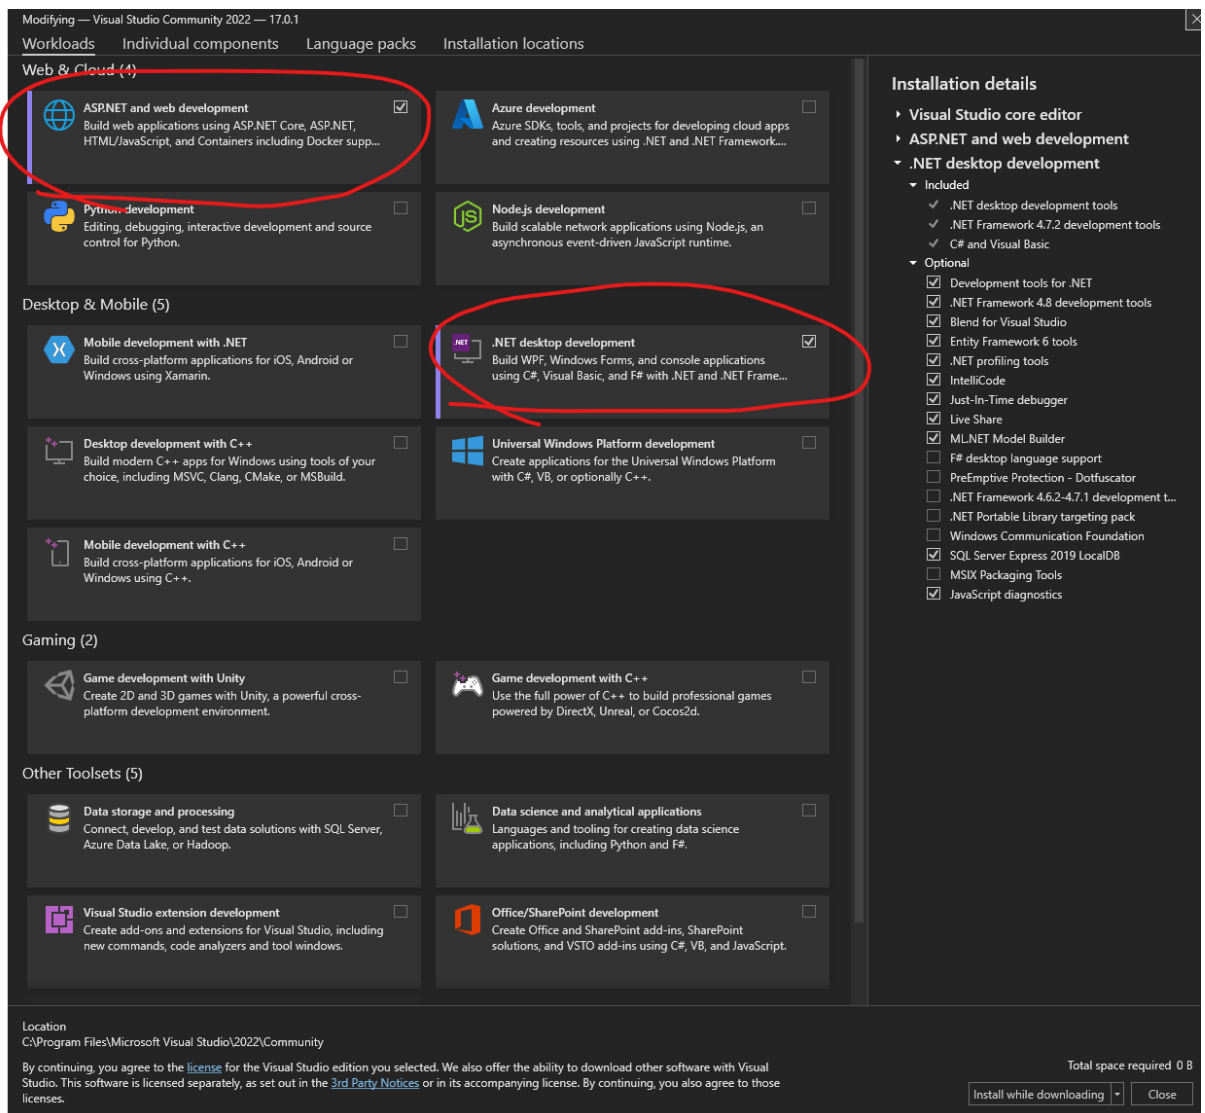 Modifying — Visual Studio Community 2022 — 17.0.1
Workloads Individual components Language packs Installation locations
Web & Cloud (4)
ASP.NET and web development
Build web applications using ASP.NET Core, ASP.NET,
HTML/JavaScript, and Containers including Docker supp...
Azure development
Azure SDKs, tools, and projects for developing cloud apps
and creating resources using .NET and .NET Framework....
Python development
Editing, debugging, interactive development and source
control for Python.
Node.js development
Build scalable network applications using Node.js, an
asynchronous event-driven JavaScript runtime.
Desktop & Mobile (5)
Mobile development with .NET
Build cross-platform applications for iOS, Android or
Windows using Xamarin.
.NET
.NET desktop development
Build WPF, Windows Forms, and console applications
using C#, Visual Basic, and F# with .NET and .NET Frame...
Desktop development with C++
Build modern C++ apps for Windows using tools of your
choice, including MSVC, Clang, CMake, or MSBuild.
Universal Windows Platform development
Create applications for the Universal Windows Platform
with C#, VB, or optionally C++.
Mobile development with C++
Build cross-platform applications for iOS, Android or
Windows using C++.
Gaming (2)
Game development with Unity
Create 2D and 3D games with Unity, a powerful cross-
platform development environment.
Game development with C++
Use the full power of C++ to build professional games
powered by DirectX, Unreal, or Cocos2d.
Other Toolsets (5)
Data storage and processing
Connect, develop, and test data solutions with SQL Server,
Azure Data Lake, or Hadoop.
Data science and analytical applications
Languages and tooling for creating data science
applications, including Python and F#.
Visual Studio extension development
Create add-ons and extensions for Visual Studio, including
new commands, code analyzers and tool windows.
Office/SharePoint development
Create Office and SharePoint add-ins, SharePoint
solutions, and VSTO add-ins using C#, VB, and JavaScript.
Installation details
Visual Studio core editor
ASP.NET and web development
.NET desktop development
Included
.NET desktop development tools
.NET Framework 4.7.2 development tools
C# and Visual Basic
Optional
Development tools for .NET
.NET Framework 4.8 development tools
Blend for Visual Studio
Entity Framework 6 tools
.NET profiling tools
IntelliCode
Just-In-Time debugger
Live Share
ML.NET Model Builder
F# desktop language support
PreEmptive Protection - Dotfuscator
.NET Framework 4.6.2-4.7.1 development t...
.NET Portable Library targeting pack
Windows Communication Foundation
SQL Server Express 2019 LocalDB
MSIX Packaging Tools
JavaScript diagnostics
Location
C:\Program Files\Microsoft Visual Studio\2022\Community
By continuing, you agree to the license for the Visual Studio edition you selected. We also offer the ability to download other software with Visual
Studio. This software is licensed separately, as set out in the 3rd Party Notices or in its accompanying license. By continuing, you also agree to those
licenses.
Total space required 0 B
Install while downloading
Close